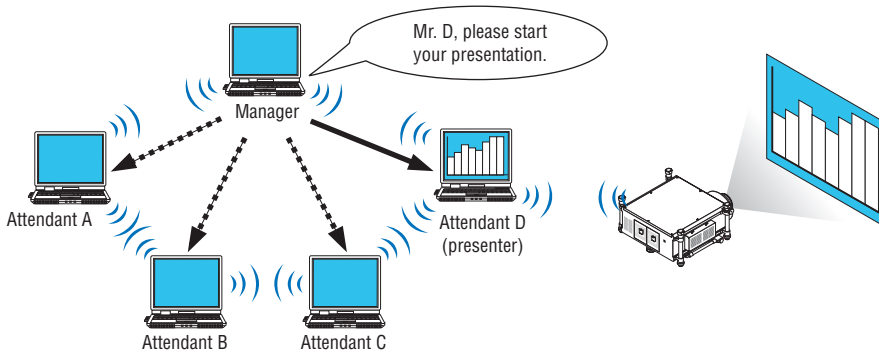 Mr. D, please start
your presentation.
Manager
Attendant A
Attendant D
(presenter)
Attendant B
Attendant C